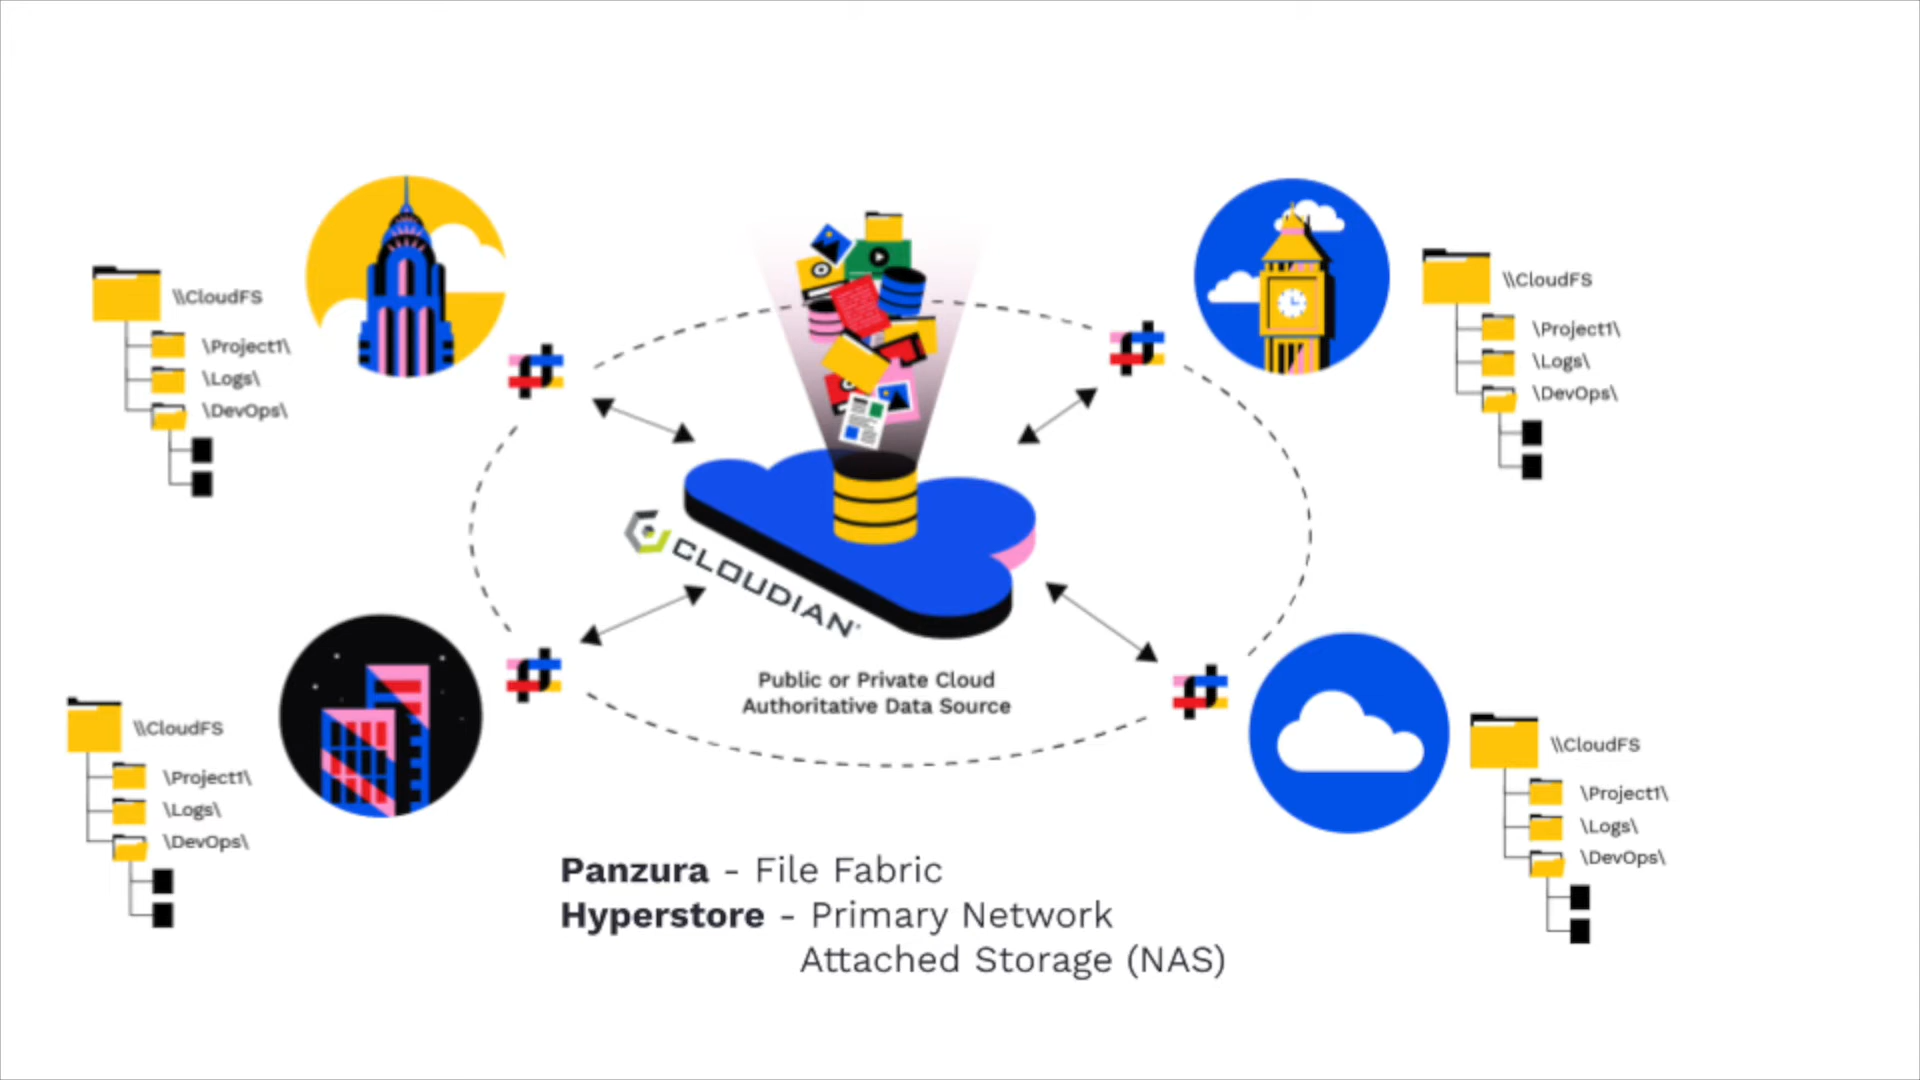 \\CloudFS
\Project1\
\Logs\
\DevOps\
\\CloudFS
\Project1\
\Logs\
\DevOps\
CLOUDIAN®
Public or Private Cloud
Authoritative Data Source
\\CloudFS
\Project1\
\Logs\
\DevOps\
\\CloudFS
\Project1\
\Logs\
\DevOps\
Panzura - File Fabric
Hyperstore - Primary Network
Attached Storage (NAS)